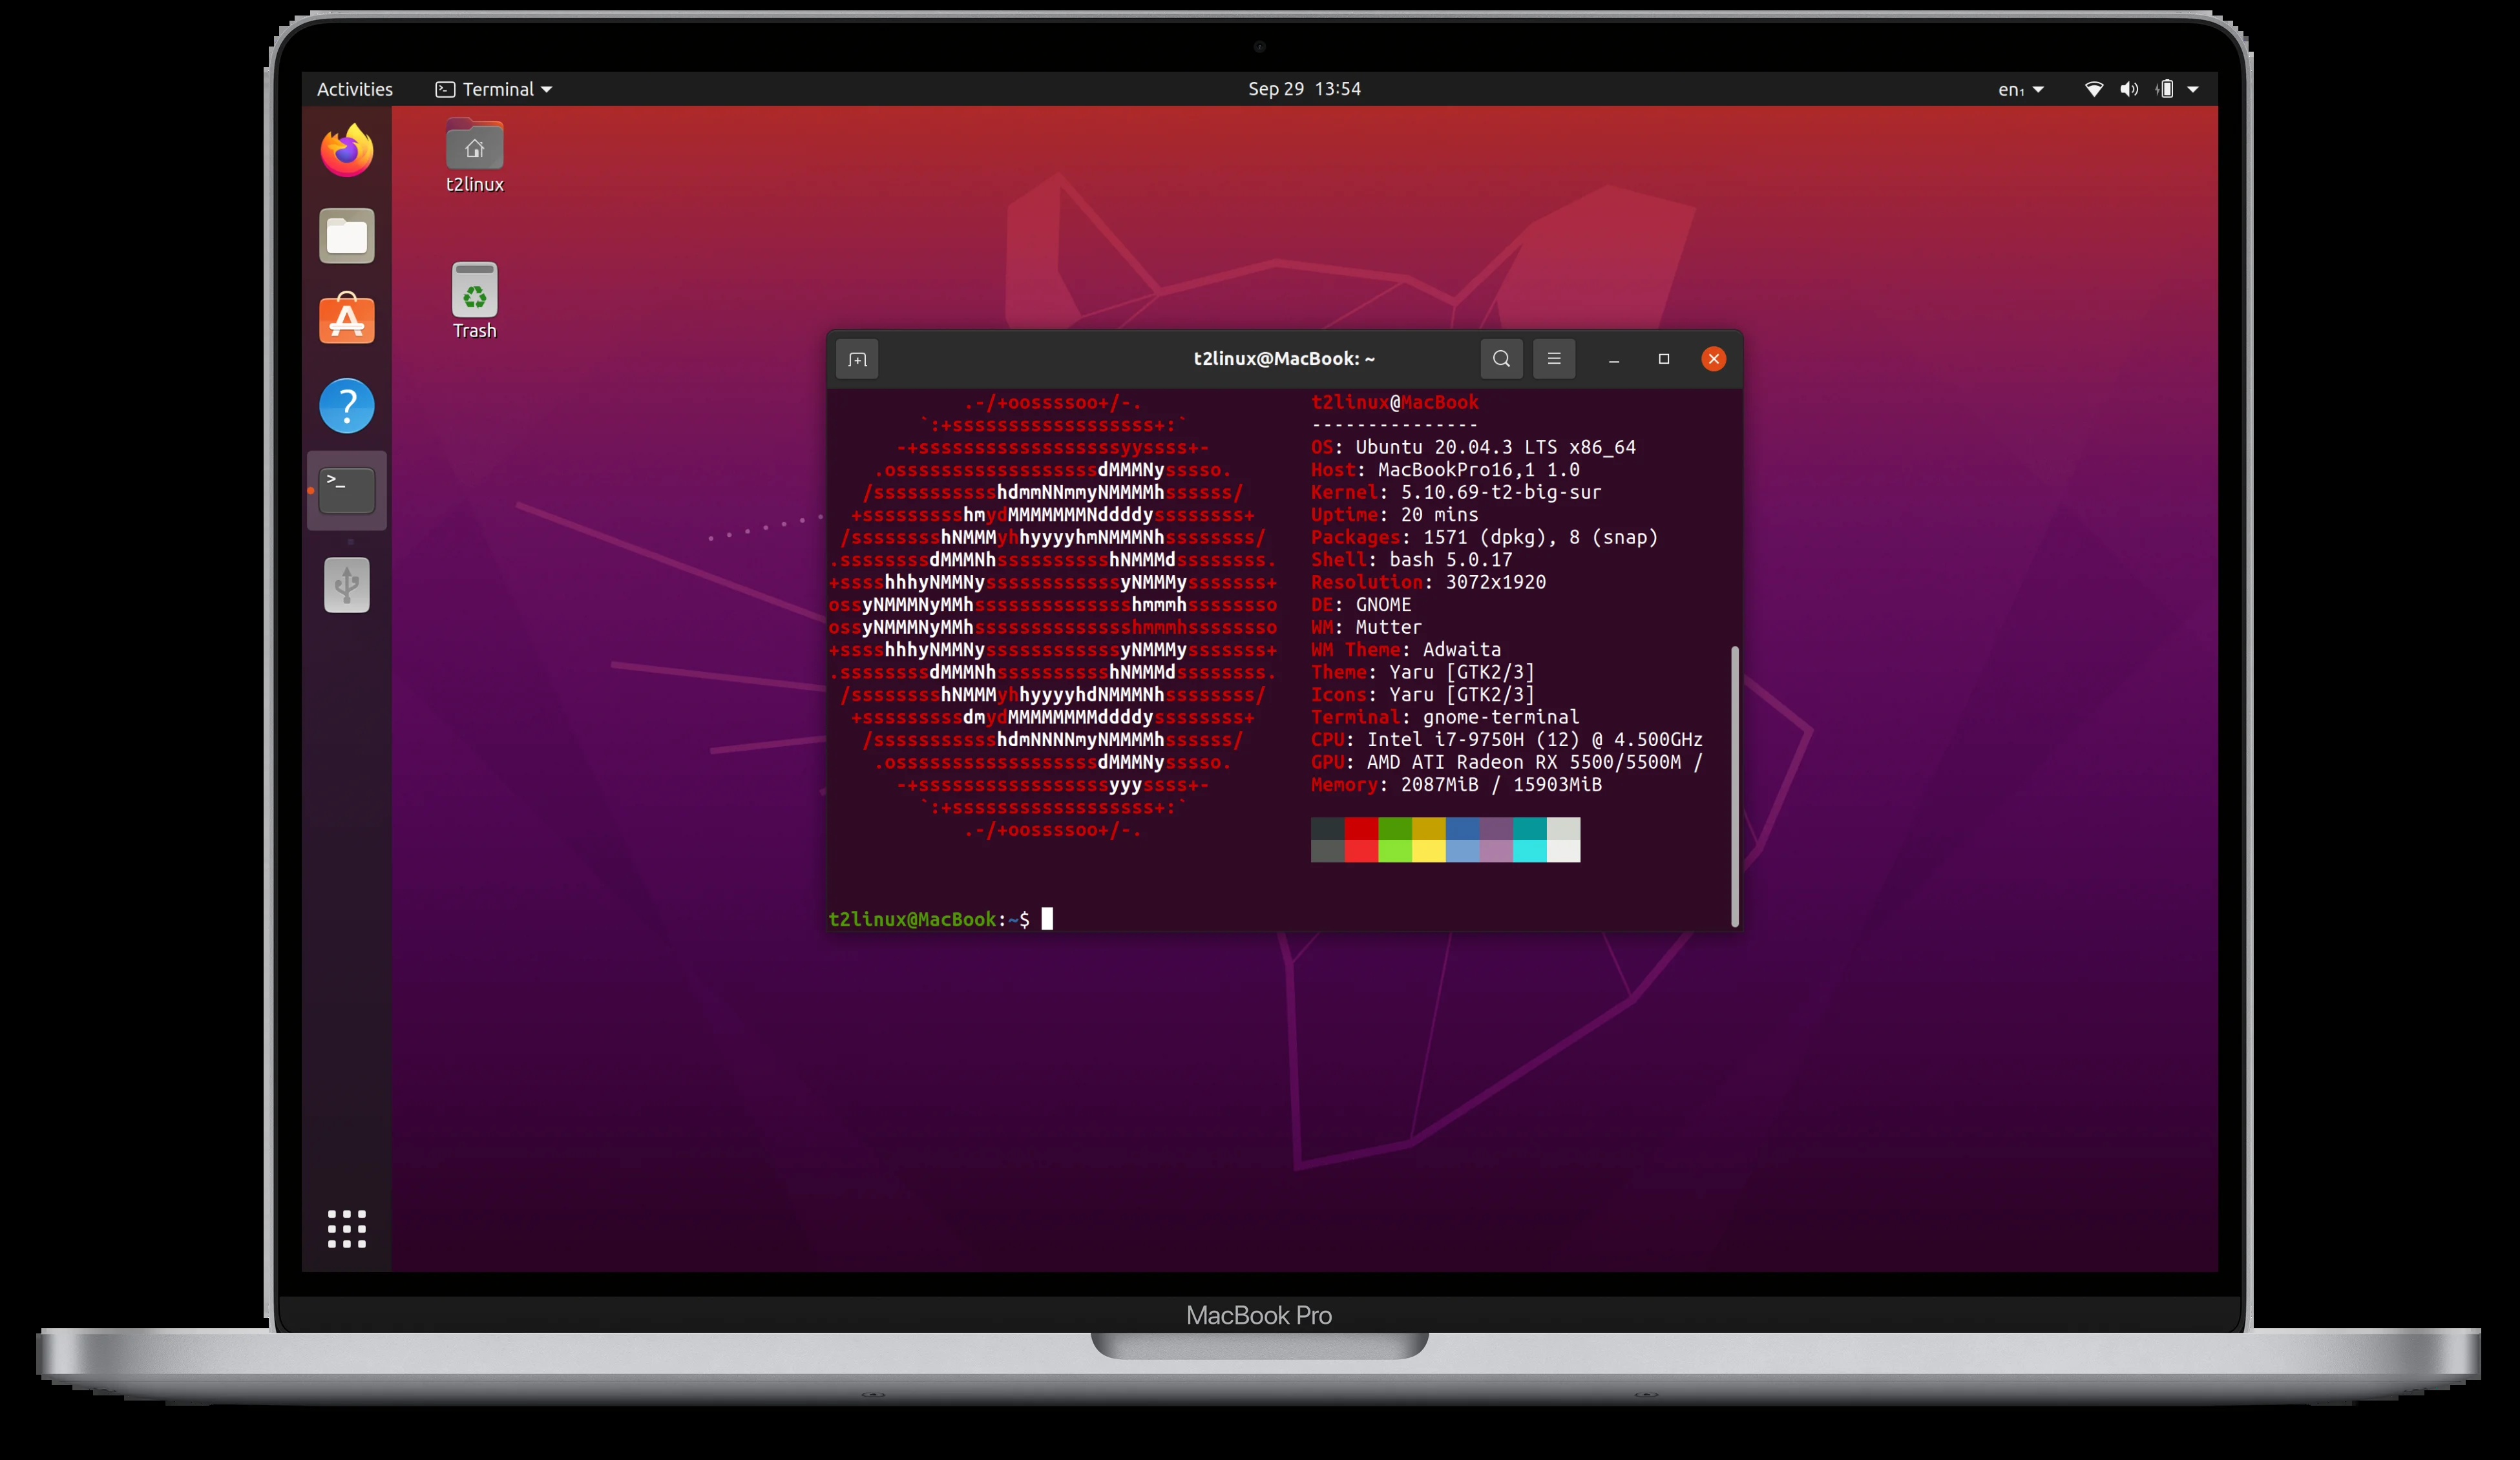 Activities Terminal Sep 29 13:54 en₁
t2linux
Trash
t2linux@MacBook: ~
.-/+oossssoo+/-.
`:+ssssssssssssssssss+:`
-+ssssssssssssssssssyyssss+-
.ossssssssssssssssssdMMMNysssso.
/ssssssssssshdmmNNmmyNMMMMhssssss/
+ssssssssshmydMMMMMMMNddddyssssssss+
/sssssssshNMMMyhhyyyyhmNMMMNhssssssss/
.ssssssssdMMMNhsssssssssshNMMMdssssssss.
+sssshhhyNMMNyssssssssssssyNMMMysssssss+
ossyNMMMNyMMhsssssssssssssshmmmhssssssso
ossyNMMMNyMMhsssssssssssssshmmmhssssssso
+sssshhhyNMMNyssssssssssssyNMMMysssssss+
.ssssssssdMMMNhsssssssssshNMMMdssssssss.
/sssssssshNMMMyhhyyyyhdNMMMNhssssssss/
+sssssssssdmydMMMMMMMMddddyssssssss+
/ssssssssssshdmNNNNmyNMMMMhssssss/
.ossssssssssssssssssdMMMNysssso.
-+sssssssssssssssssyyyssss+-
`:+ssssssssssssssssss+:`
.-/+oossssoo+/-.
t2linux@MacBook
---------------
OS: Ubuntu 20.04.3 LTS x86_64
Host: MacBookPro16,1 1.0
Kernel: 5.10.69-t2-big-sur
Uptime: 20 mins
Packages: 1571 (dpkg), 8 (snap)
Shell: bash 5.0.17
Resolution: 3072x1920
DE: GNOME
WM: Mutter
WM Theme: Adwaita
Theme: Yaru [GTK2/3]
Icons: Yaru [GTK2/3]
Terminal: gnome-terminal
CPU: Intel i7-9750H (12) @ 4.500GHz
GPU: AMD ATI Radeon RX 5500/5500M /
Memory: 2087MiB / 15903MiB
t2linux@MacBook:~$
MacBook Pro